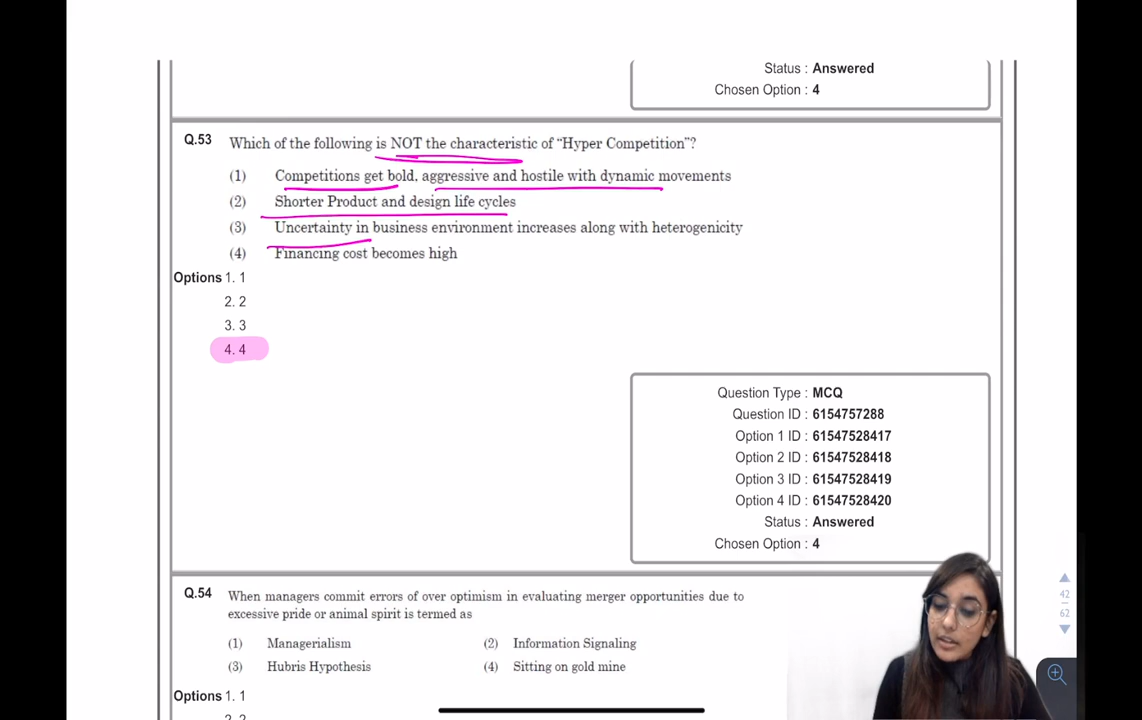 Status : Answered
Chosen Option : 4
Q.53 Which of the following is NOT the characteristic of “Hyper Competition”?
(1) Competitions get bold, aggressive and hostile with dynamic movements
(2) Shorter Product and design life cycles
(3) Uncertainty in business environment increases along with heterogenicity
(4) Financing cost becomes high
Options 1. 1
2. 2
3. 3
4. 4
Question Type : MCQ
Question ID : 6154757288
Option 1 ID : 61547528417
Option 2 ID : 61547528418
Option 3 ID : 61547528419
Option 4 ID : 61547528420
Status : Answered
Chosen Option : 4
Q.54 When managers commit errors of over optimism in evaluating merger opportunities due to
excessive pride or animal spirit is termed as
(1) Managerialism (2) Information Signaling
(3) Hubris Hypothesis (4) Sitting on gold mine
Options 1. 1
2. 2
42
62